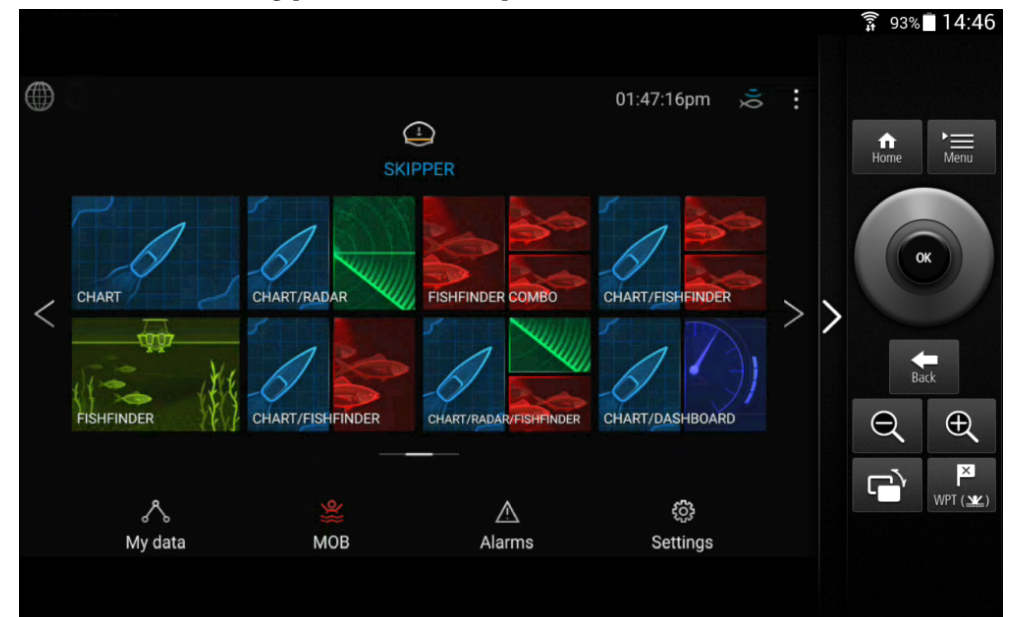 93% 14:46
01:47:16pm
SKIPPER
Home Menu
CHART CHART/RADAR FISHFINDER COMBO CHART/FISHFINDER
OK
Back
FISHFINDER CHART/FISHFINDER CHART/RADAR/FISHFINDER CHART/DASHBOARD
WPT ( )
My data MOB Alarms Settings